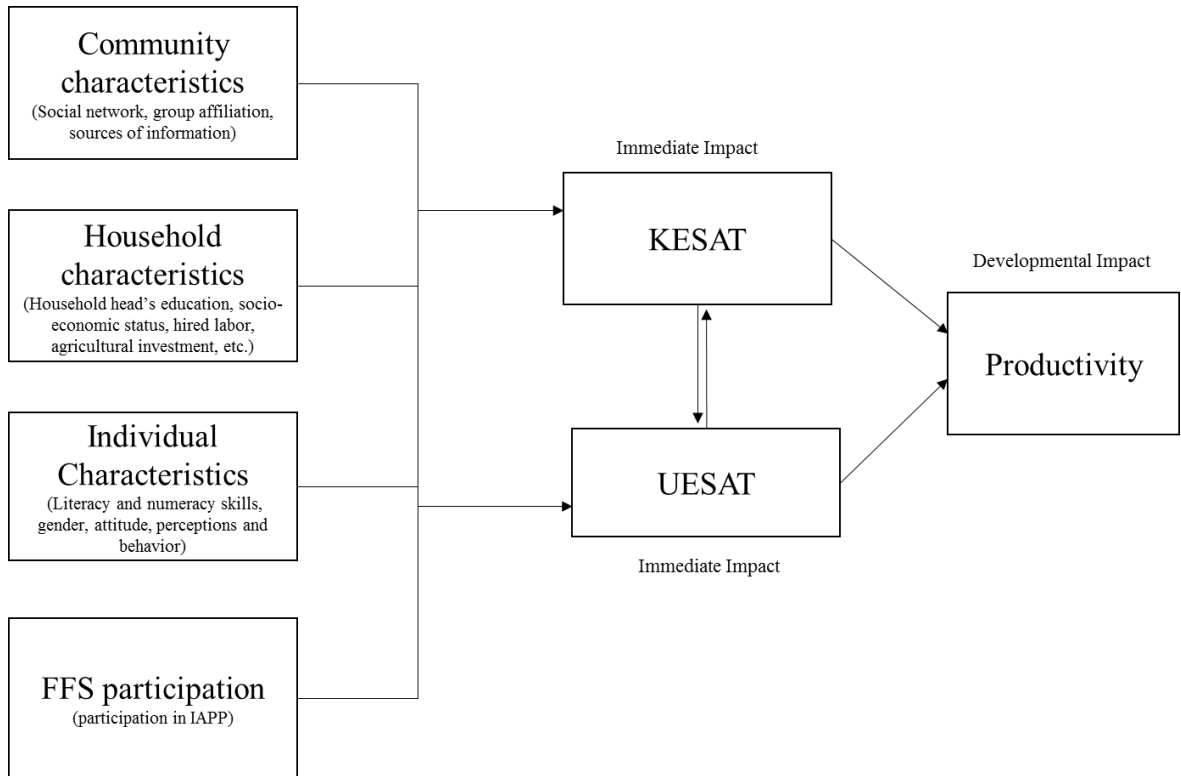 Community
characteristics
(Social network, group affiliation,
sources of information)
Household
characteristics
(Household head's education, socio-
economic status, hired labor,
agricultural investment, etc.)
Individual
Characteristics
(Literacy and numeracy skills,
gender, attitude, perceptions and
behavior)
FFS participation
(participation in IAPP)
Immediate Impact
KESAT
UESAT
Immediate Impact
Developmental Impact
Productivity